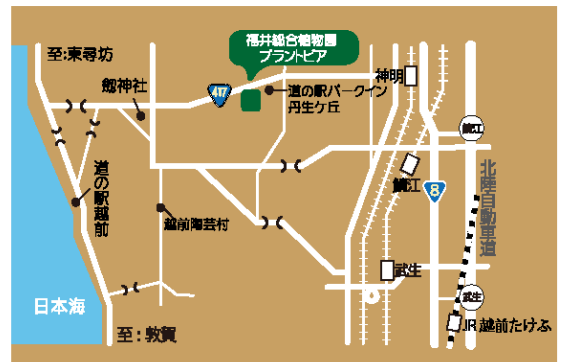 至:東尋坊
福井総合植物園
プラントピア
劔神社
417
道の駅パークイン
丹生ケ丘
神明
鯖江
北陸自動車道
鯖江
8
道の駅越前
越前陶芸村
武生
武生
日本海
至:敦賀
JR越前たけふ